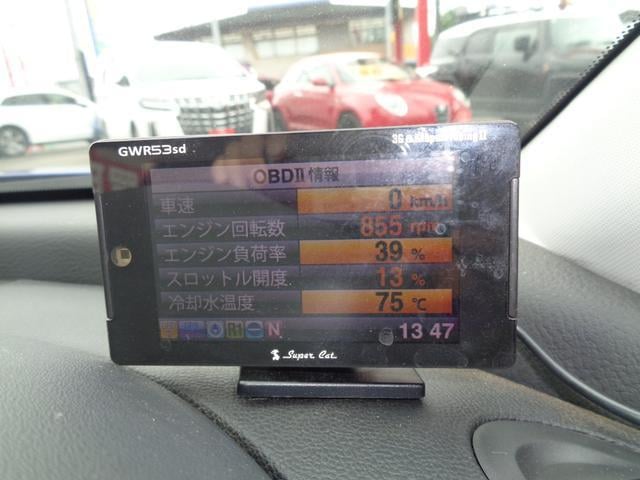 GWR53sd
OBDⅡ情報
車速 0 km/h
エンジン回転数 855
エンジン負荷率 39 %
スロットル開度 13 %
冷却水温度 75 ℃
R1 N 13 47
Super Cat